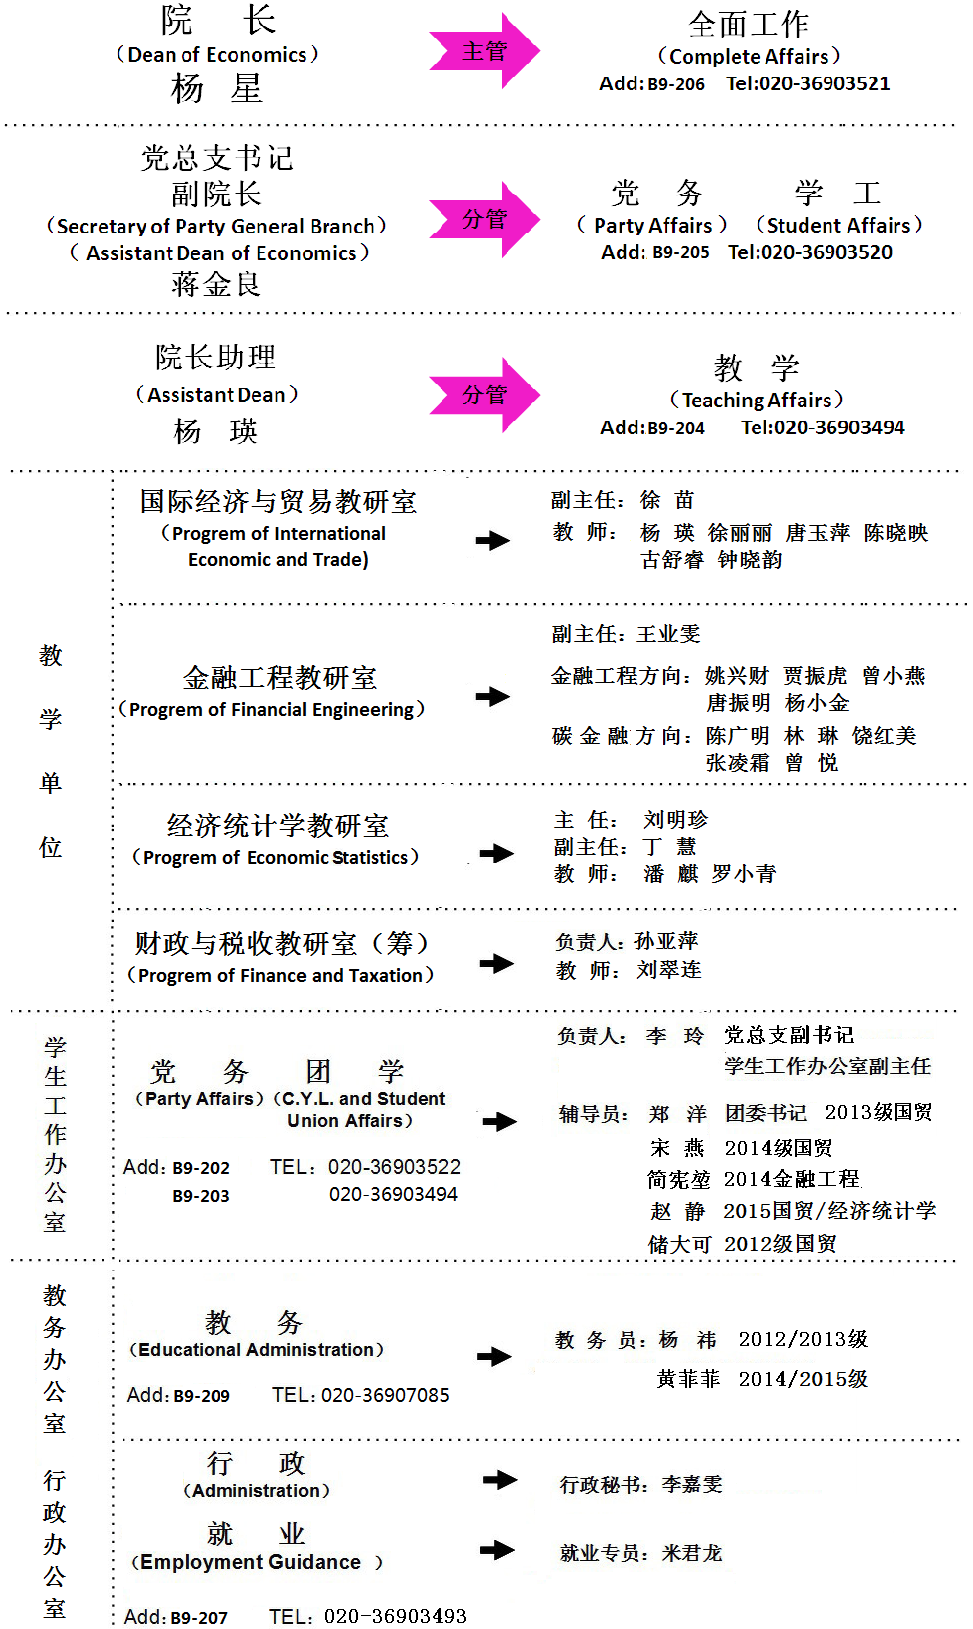 院 长
（Dean of Economics）
杨 星
主管
全面工作
（Complete Affairs）
Add: B9-206 Tel:020-36903521
党总支书记
副院长
（Secretary of Party General Branch）
（ Assistant Dean of Economics）
蒋金良
分管
党 务 学 工
（ Party Affairs）（Student Affairs）
Add: B9-205 Tel:020-36903520
院长助理
（Assistant Dean）
杨 瑛
分管
教 学
（Teaching Affairs）
Add:B9-204 Tel:020-36903494
教学单位
国际经济与贸易教研室
（Progrem of International
Economic and Trade)
副主任：徐 苗
教 师： 杨 瑛 徐丽丽 唐玉萍 陈晓映
古舒睿 钟晓韵
金融工程教研室
（Progrem of Financial Engineering）
副主任：王业雯
金融工程方向：姚兴财 贾振虎 曾小燕
唐振明 杨小金
碳金融方向：陈广明 林 琳 饶红美
张凌霜 曾 悦
经济统计学教研室
（Progrem of Economic Statistics）
主 任： 刘明珍
副主任：丁 慧
教 师： 潘 麒 罗小青
财政与税收教研室（筹）
（Progrem of Finance and Taxation）
负责人：孙亚萍
教 师：刘翠连
学生工作办公室
党 务 团 学
（Party Affairs）（C.Y.L. and Student
Union Affairs）
Add：B9-202 TEL：020-36903522
B9-203 020-36903494
负责人： 李 玲 党总支副书记
学生工作办公室副主任
辅导员：郑 洋 团委书记 2013级国贸
宋 燕 2014级国贸
简宪堃 2014金融工程
赵 静 2015国贸/经济统计学
储大可 2012级国贸
教务办公室
教 务
（Educational Administration）
Add：B9-209 TEL：020-36907085
教 务 员：杨 祎 2012/2013级
黄菲菲 2014/2015级
行政办公室
行 政
（Administration）
行政秘书：李嘉雯
就 业
（Employment Guidance ）
就业专员：米君龙
Add：B9-207 TEL：020-36903493